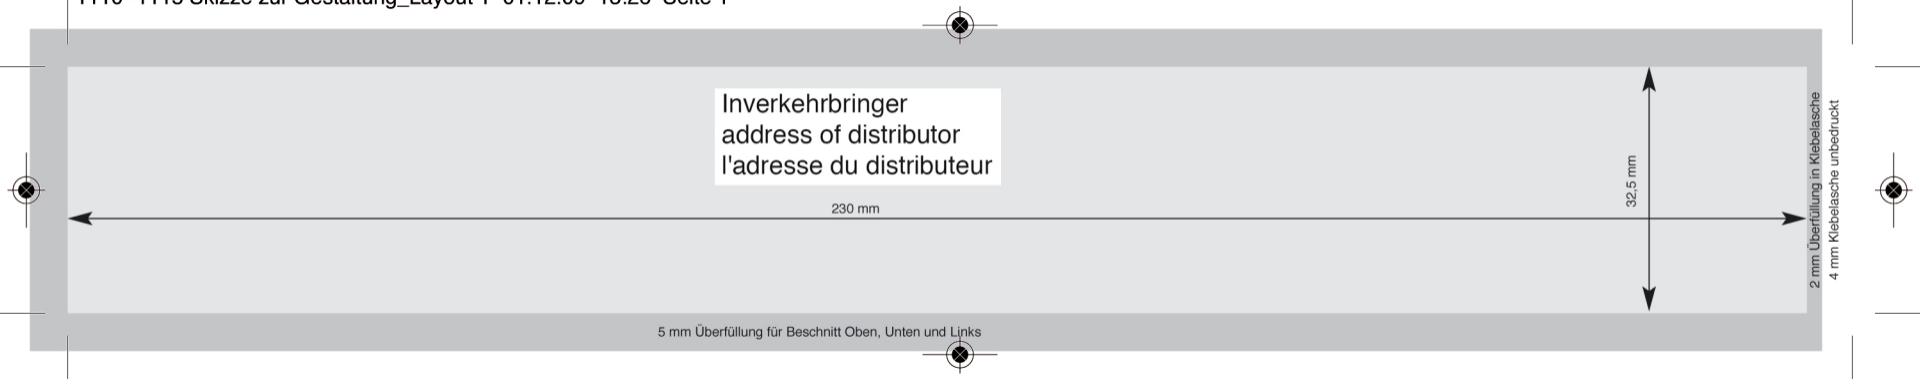 Inverkehrbringer
address of distributor
l'adresse du distributeur
230 mm
32,5 mm
2 mm Überfüllung in Klebelasche
4 mm Klebelasche unbedruckt
5 mm Überfüllung für Beschnitt Oben, Unten und Links